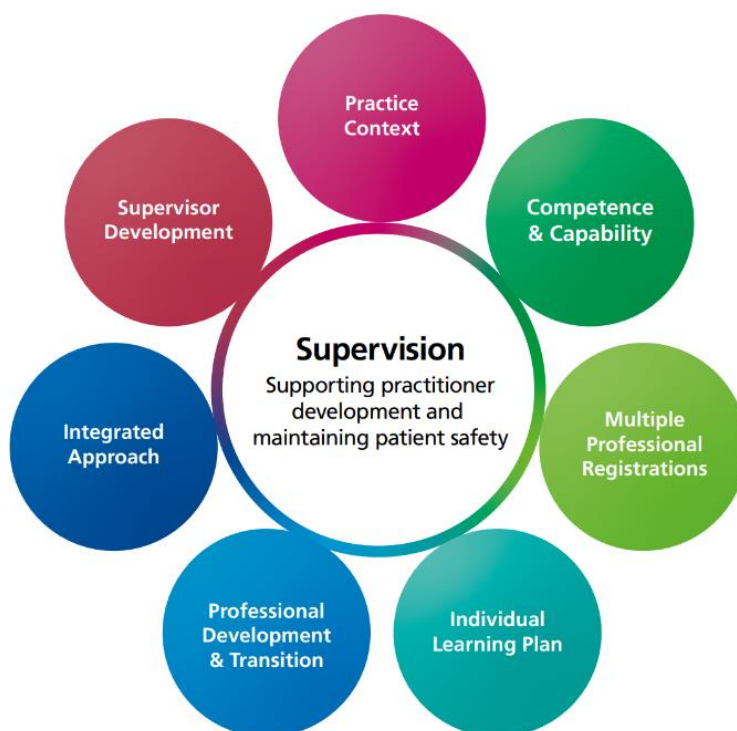 Practice
Context
Supervisor
Development
Competence
& Capability
Supervision
Supporting practitioner
development and
maintaining patient safety
Integrated
Approach
Multiple
Professional
Registrations
Professional
Development
& Transition
Individual
Learning Plan